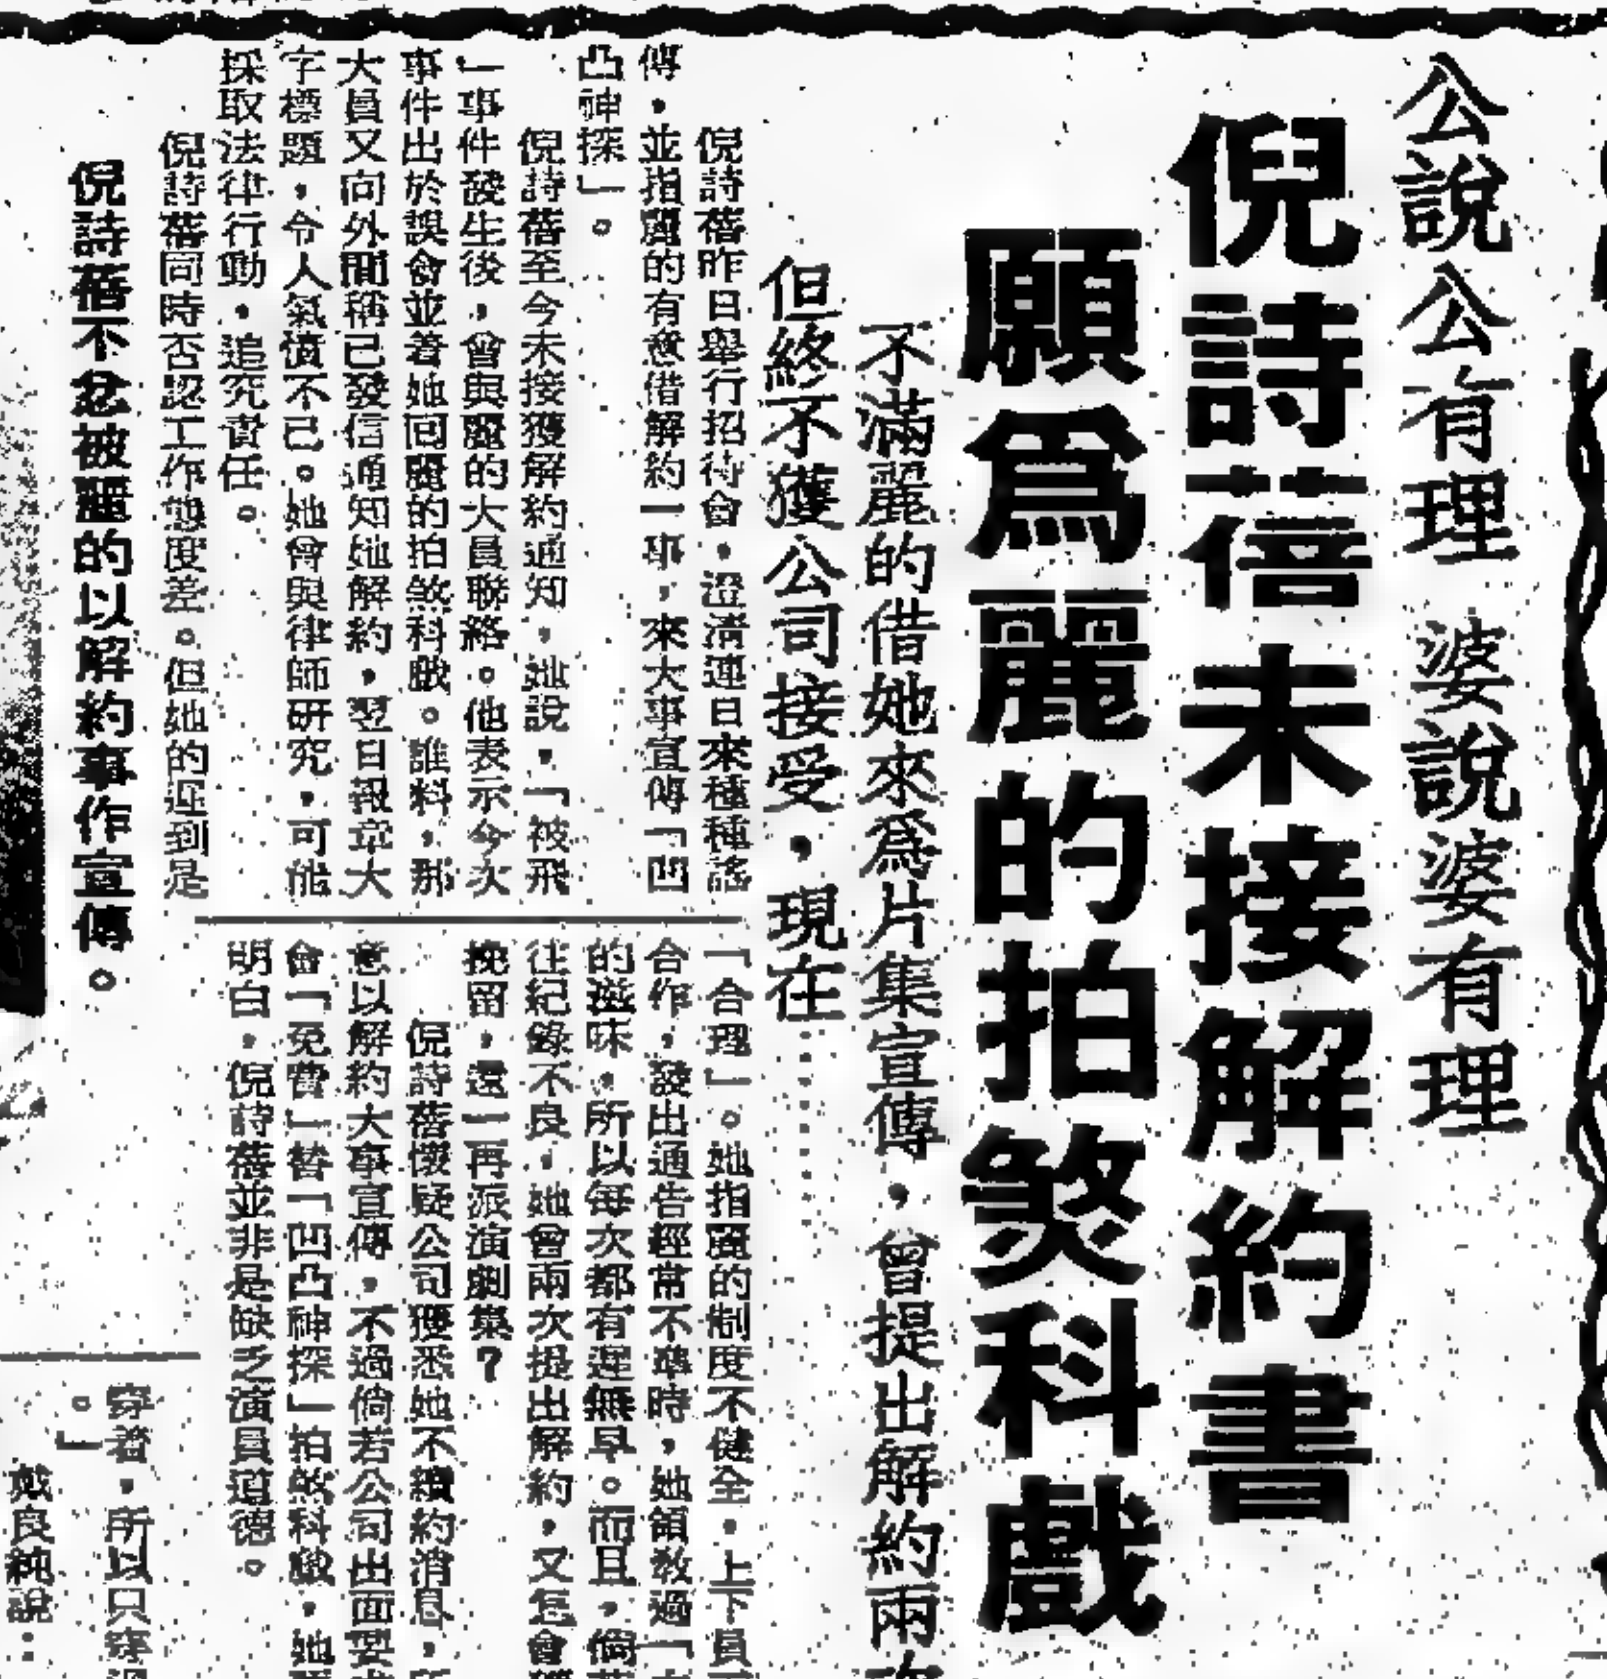 公說公有理 婆說婆有理
倪詩蓓未接解約書
願爲麗的拍煞科戲
不滿麗的借她來爲片集宣傳，曾提出解約兩
但終不獲公司接受，現在……
倪詩蓓昨日舉行招待會，澄清連日來種種謠
傳，並指麗的有意借解約一事，來大事宣傳「凹
凸神探」。
倪詩蓓至今未接獲解約通知，她說，「被飛
」事件發生後，曾與麗的大員聯絡。他表示今次
事件出於誤會並着她回麗的拍煞科戲。誰料，那
大員又向外間稱已發信通知她解約，翌日報章大
字標題，令人氣憤不已。她曾與律師研究，可能
採取法律行動，追究責任。
倪詩蓓同時否認工作態度差。但她的遲到是
「合理」。她指麗的制度不健全，上下員
合作，發出通告經常不準時，她領教過「
的滋味，所以每次都有遲無早。而且，倘若
往紀錄不良，她曾兩次提出解約，又怎會獲
挽留，還一再派演劇集？
倪詩蓓懷疑公司獲悉她不續約消息，
意以解約大事宣傳，不過倘若公司出面要求
會「免費」替「凹凸神探」拍煞科戲，她
明白，倪詩蓓並非是缺乏演員道德。
倪詩蓓不忿被麗的以解約事作宣傳。
穿着，所以只穿
。」
戲良純說：